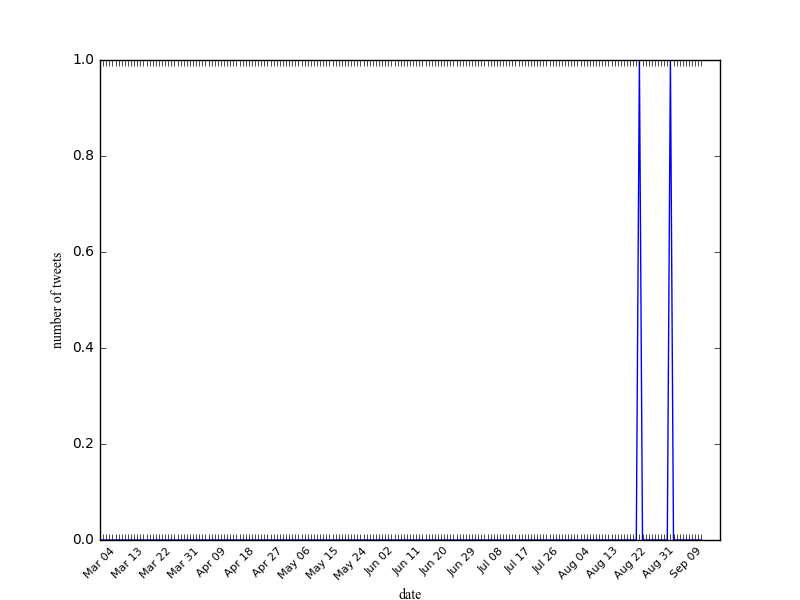 1.0
0.8
0.6
0.4
0.2
0.0
number of tweets
Mar 04
Mar 13
Mar 22
Mar 31
Apr 09
Apr 18
Apr 27
May 06
May 15
May 24
Jun 02
Jun 11
Jun 20
Jun 29
Jul 08
Jul 17
Jul 26
Aug 04
Aug 13
Aug 22
Aug 31
Sep 09
date